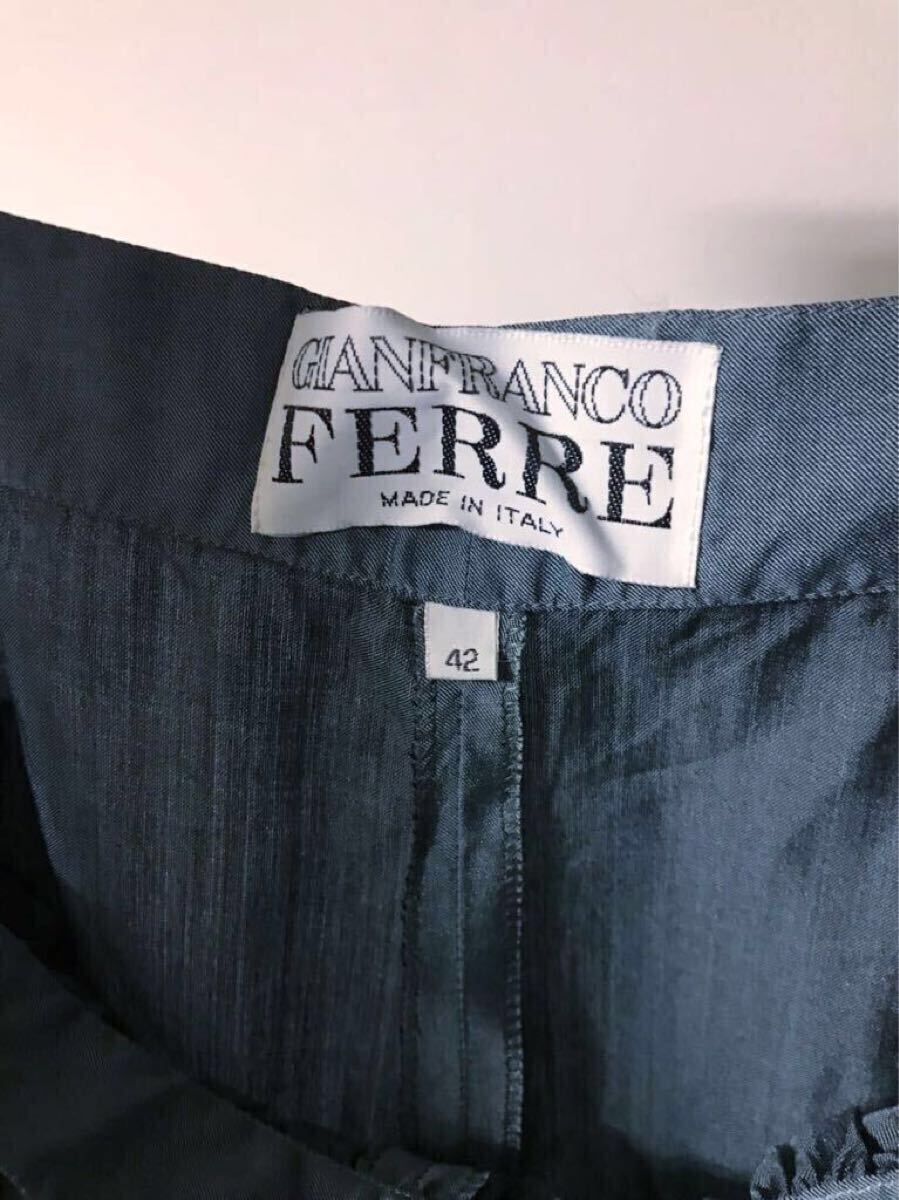 GIANFRANCO
FERRE
MADE IN ITALY
42